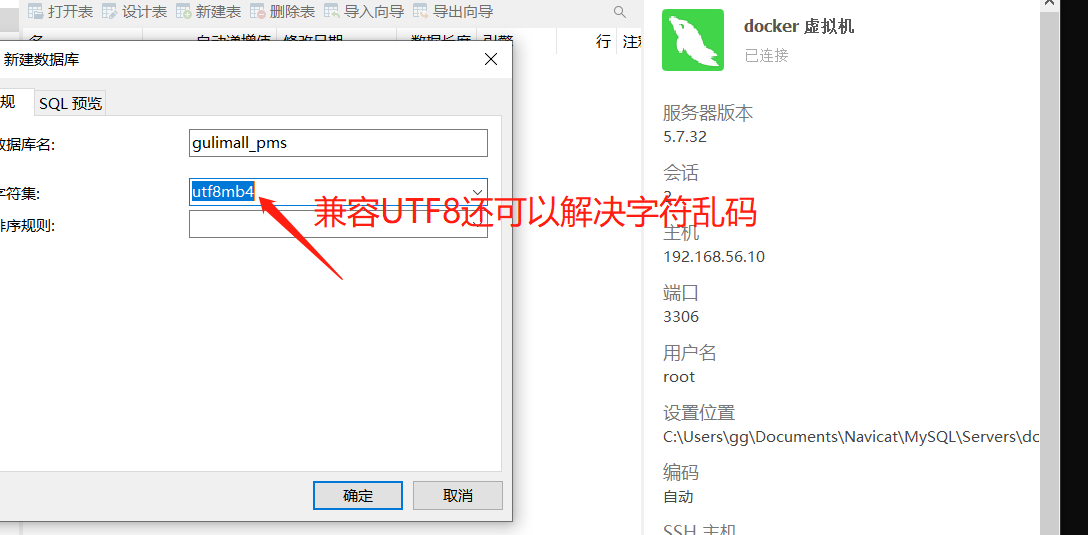 打开表 设计表 新建表 删除表 导入向导 导出向导
名 自动递增值 修改日期 数据长度 引擎 行 注释
新建数据库
常规 SQL 预览
数据库名: gulimall_pms
字符集: utf8mb4
排序规则:
兼容UTF8还可以解决字符乱码
确定 取消
docker 虚拟机
已连接
服务器版本
5.7.32
会话
2
主机
192.168.56.10
端口
3306
用户名
root
设置位置
C:\Users\gg\Documents\Navicat\MySQL\Servers\dc
编码
自动
SSH 主机